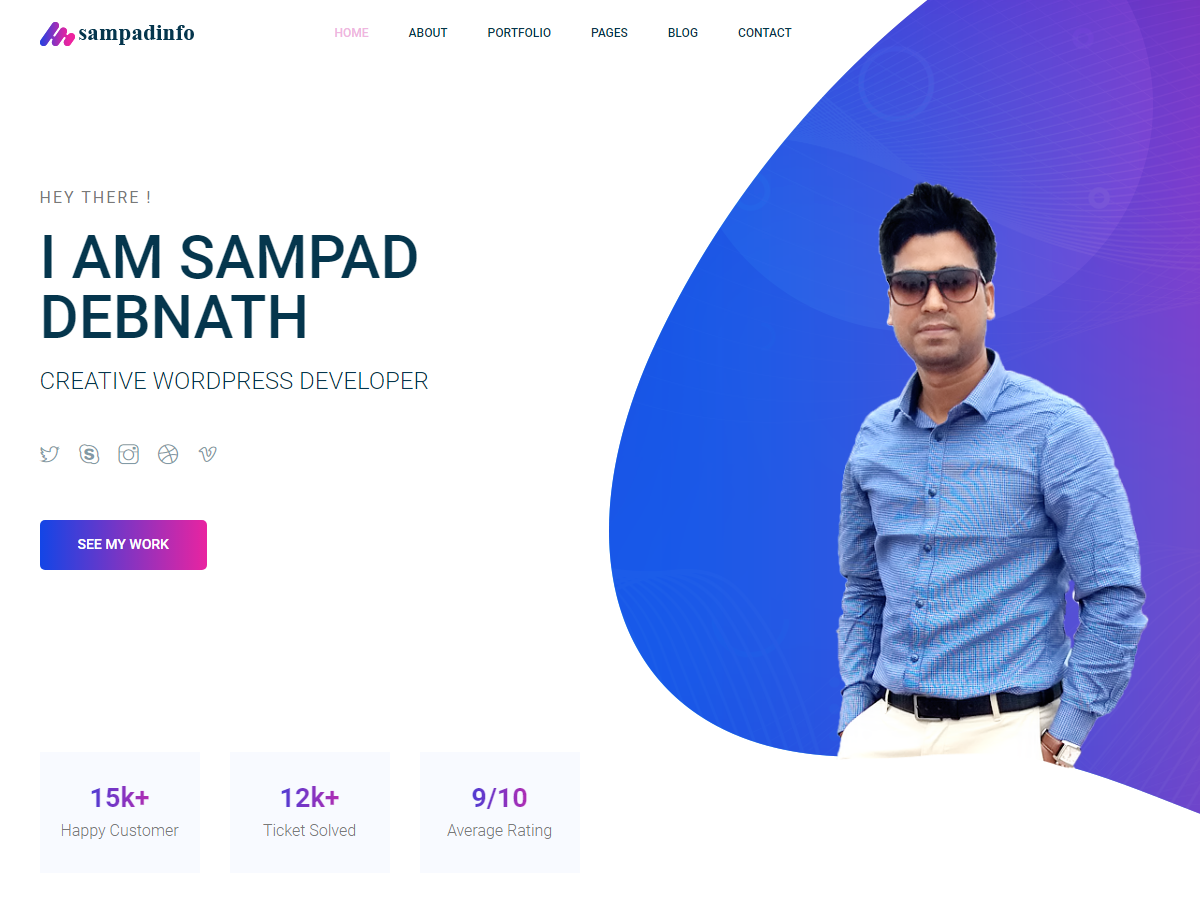 sampadinfo
HOME ABOUT PORTFOLIO PAGES BLOG CONTACT
HEY THERE !
I AM SAMPAD
DEBNATH
CREATIVE WORDPRESS DEVELOPER
SEE MY WORK
15k+
Happy Customer
12k+
Ticket Solved
9/10
Average Rating